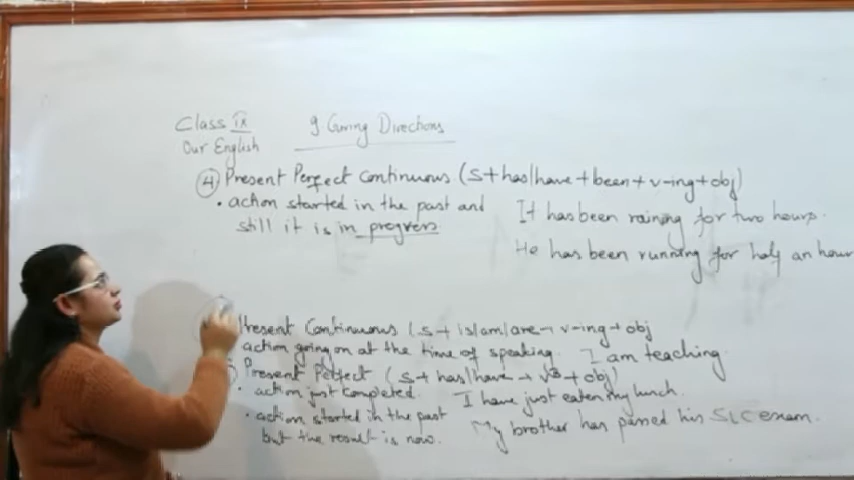 Class IX 9 Giving Directions
Our English
4 Present Perfect Continuous (S+has/have+been+v-ing+obj)
• action started in the past and It has been raining for two hours.
still it is in progress. He has been running for half an hour
Present Continuous (S+is/am/are+v-ing+obj
action going on at the time of speaking. I am teaching
Present Perfect (S+has/have+v3+obj)
• action just completed. I have just eaten my lunch.
• action started in the past My brother has passed his SLC exam.
but the result is now.